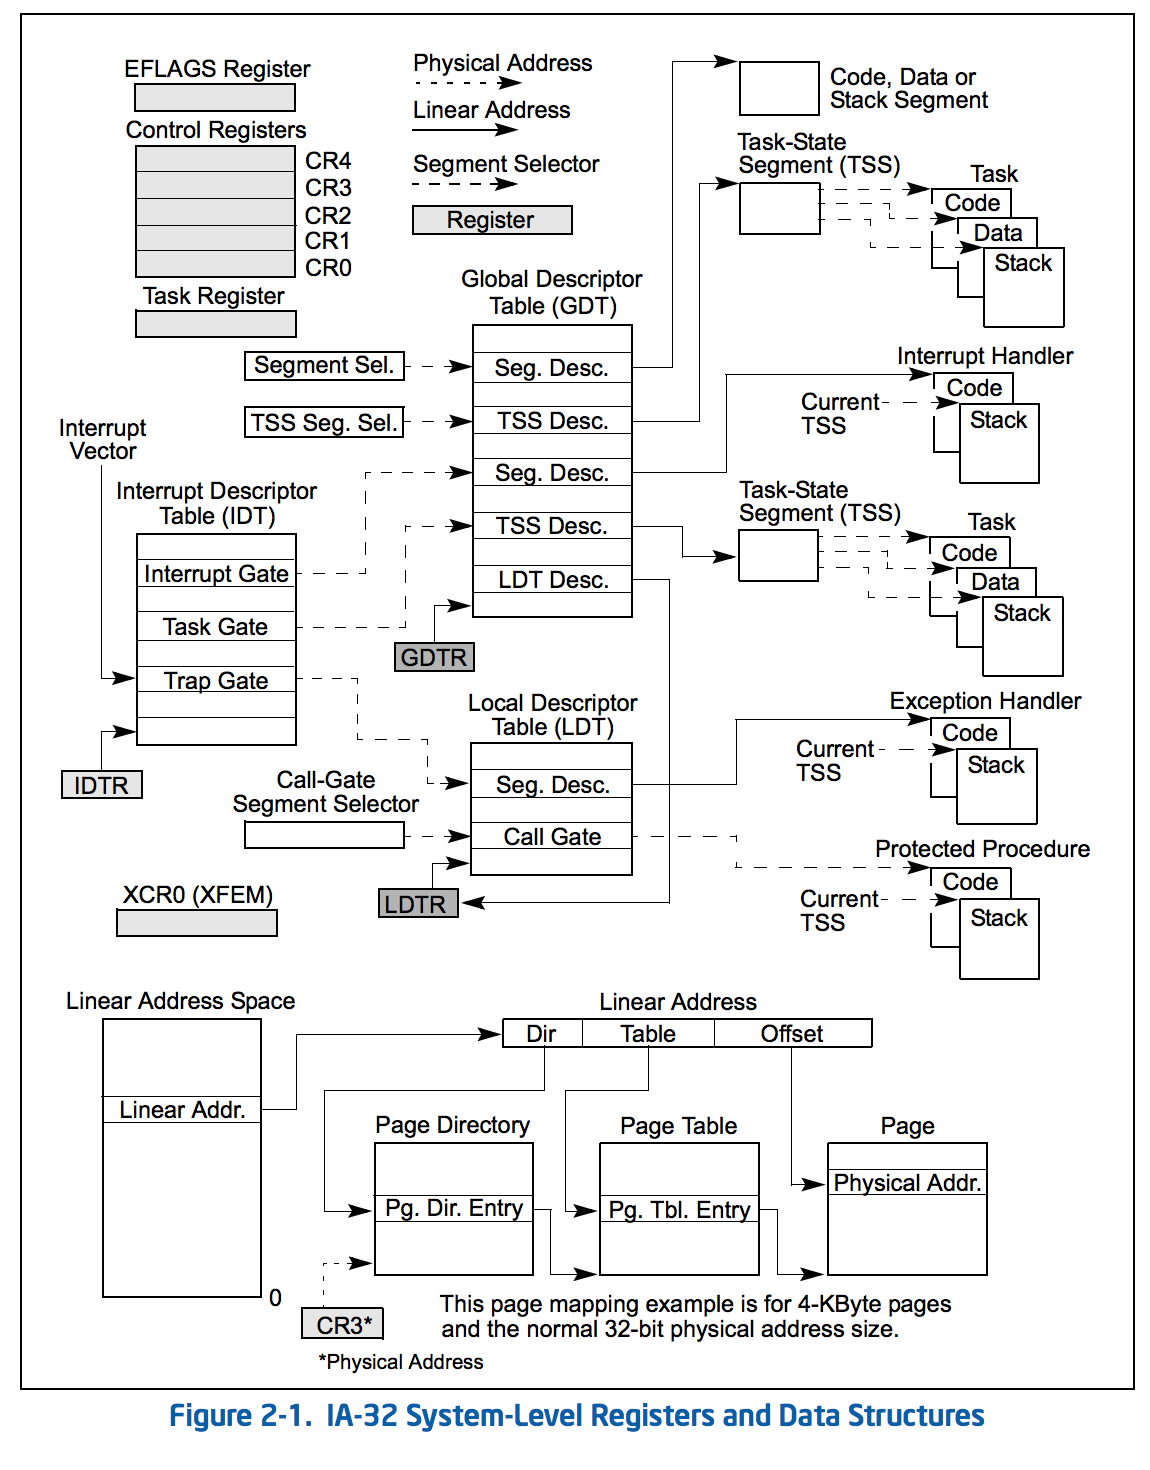 EFLAGS Register
Control Registers
CR4
CR3
CR2
CR1
CR0
Task Register
Physical Address
Linear Address
Segment Selector
Register
Code, Data or
Stack Segment
Task-State
Segment (TSS)
Task
Code
Data
Stack
Global Descriptor
Table (GDT)
Segment Sel.
Seg. Desc.
TSS Seg. Sel.
TSS Desc.
Seg. Desc.
TSS Desc.
LDT Desc.
GDTR
Interrupt Handler
Code
Current
TSS
Stack
Interrupt
Vector
Interrupt Descriptor
Table (IDT)
Interrupt Gate
Task Gate
Trap Gate
IDTR
Task-State
Segment (TSS)
Task
Code
Data
Stack
Local Descriptor
Table (LDT)
Seg. Desc.
Call Gate
LDTR
Call-Gate
Segment Selector
Exception Handler
Code
Current
TSS
Stack
Protected Procedure
Code
Current
TSS
Stack
XCR0 (XFEM)
Linear Address Space
Linear Addr.
0
Linear Address
Dir
Table
Offset
Page Directory
Pg. Dir. Entry
Page Table
Pg. Tbl. Entry
Page
Physical Addr.
CR3*
*Physical Address
This page mapping example is for 4-KByte pages
and the normal 32-bit physical address size.
Figure 2-1. IA-32 System-Level Registers and Data Structures